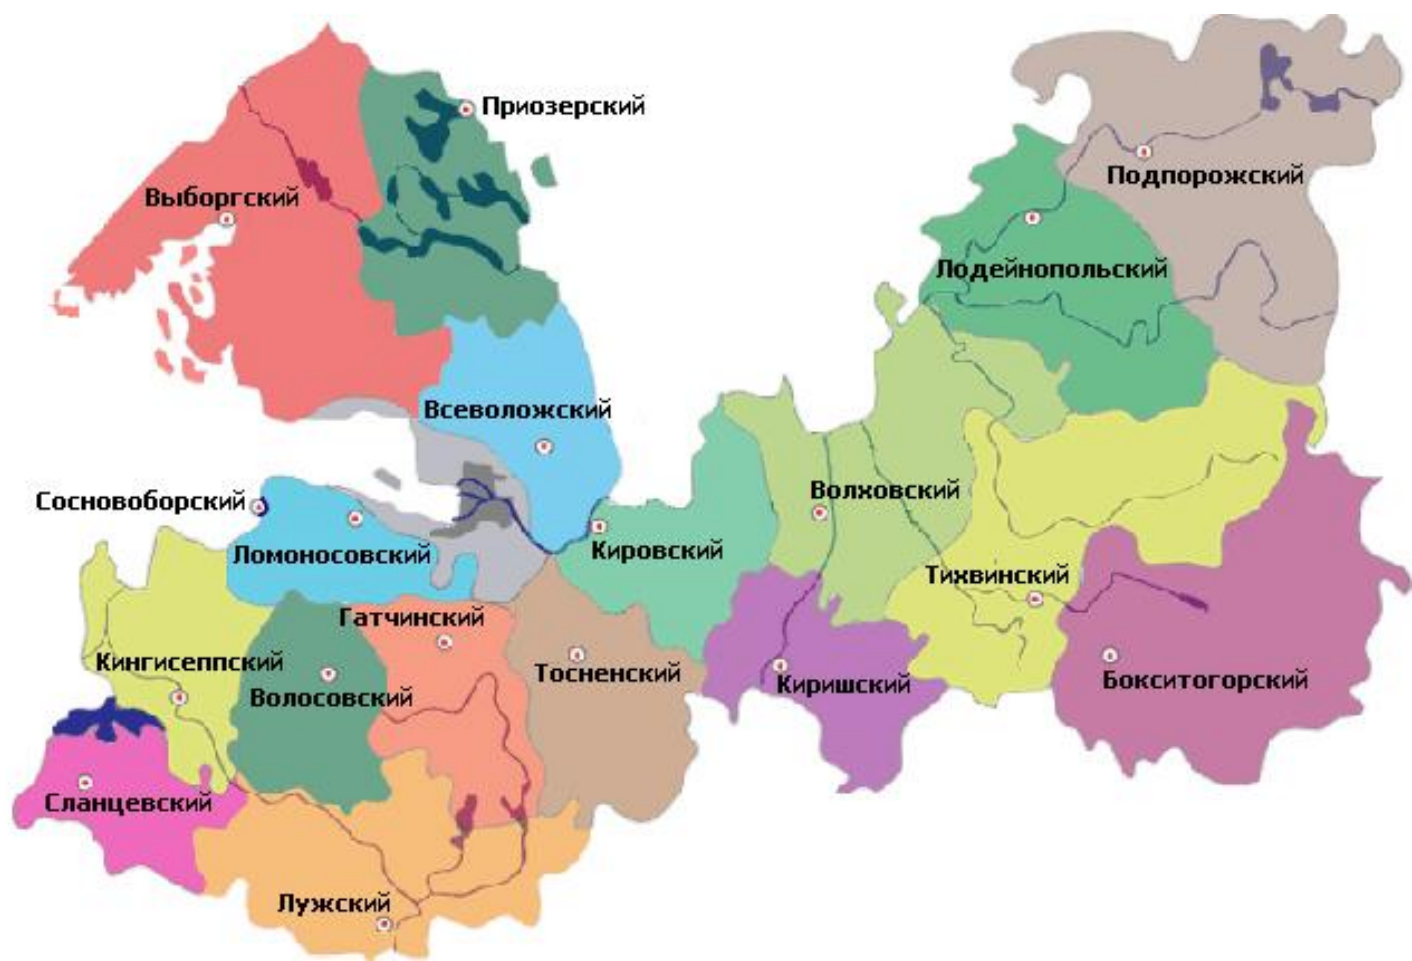 Приозерский
Подпорожский
Выборгский
Лодейнопольский
Всеволожский
Сосновоборский
Волховский
Ломоносовский
Кировский
Тихвинский
Гатчинский
Кингисеппский
Тосненский
Волосовский
Киришский
Бокситогорский
Сланцевский
Лужский